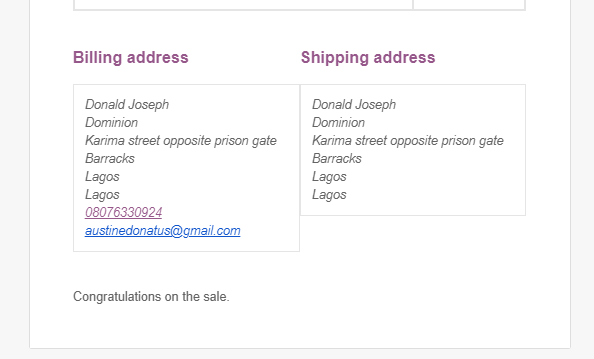 Billing address
Donald Joseph
Dominion
Karima street opposite prison gate
Barracks
Lagos
Lagos
08076330924
austinedonatus@gmail.com
Shipping address
Donald Joseph
Dominion
Karima street opposite prison gate
Barracks
Lagos
Lagos
Congratulations on the sale.